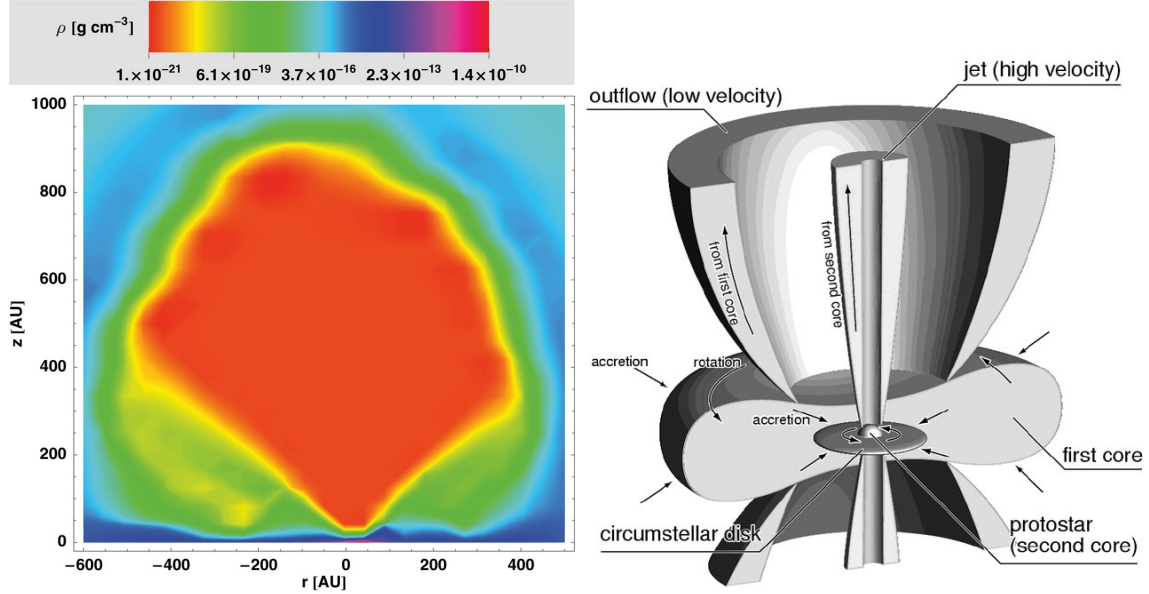 ρ [g cm⁻³]
1.×10⁻²¹ 6.1×10⁻¹⁹ 3.7×10⁻¹⁶ 2.3×10⁻¹³ 1.4×10⁻¹⁰
1000
800
600
400
200
0
z [AU]
−600 −400 −200 0 200 400
r [AU]
jet (high velocity)
outflow (low velocity)
from first core
from second core
accretion
rotation
accretion
first core
circumstellar disk
protostar
(second core)